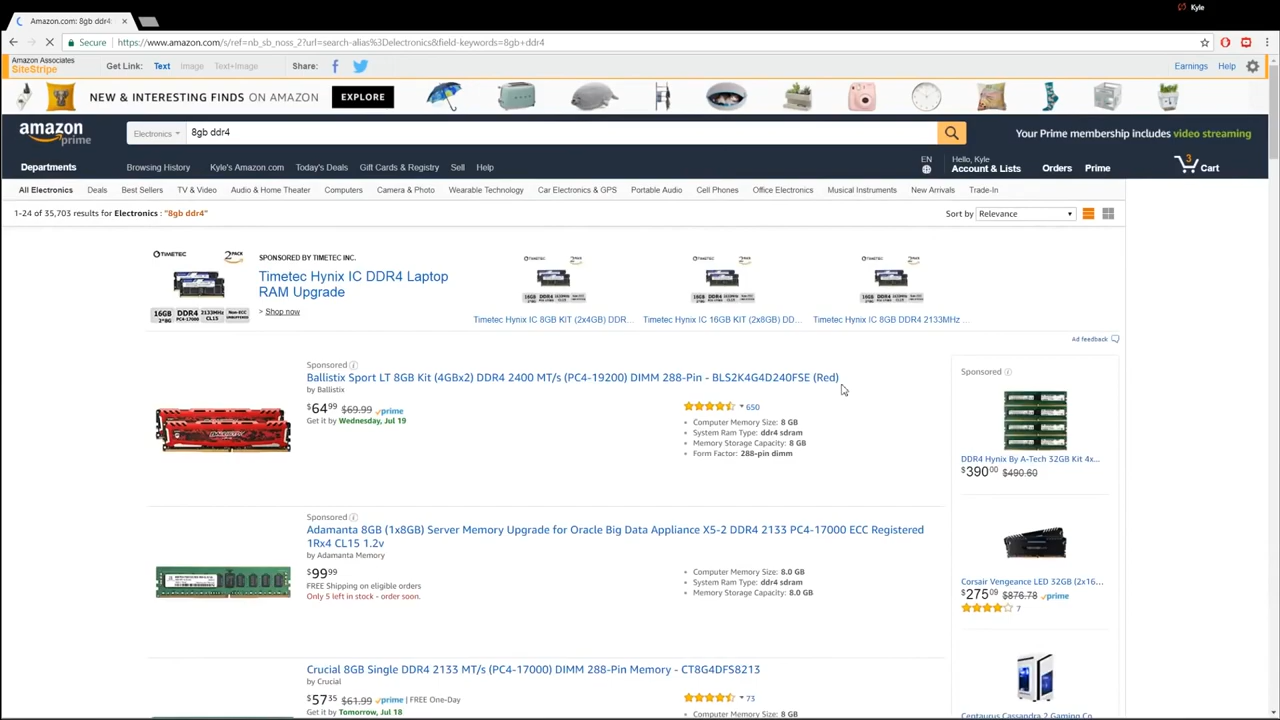 Kyle
Amazon.com: 8gb ddr4:
Secure
https://www.amazon.com/s/ref=nb_sb_noss_2?url=search-alias%3Delectronics&field-keywords=8gb+ddr4
Amazon Associates
SiteStripe
Get Link: Text Image Text+Image Share: Earnings Help
NEW & INTERESTING FINDS ON AMAZON EXPLORE
amazon
prime
Electronics 8gb ddr4
Your Prime membership includes video streaming
Departments Browsing History Kyle's Amazon.com Today's Deals Gift Cards & Registry Sell Help
EN
Hello, Kyle
Account & Lists Orders Prime 3 Cart
All Electronics Deals Best Sellers TV & Video Audio & Home Theater Computers Camera & Photo Wearable Technology Car Electronics & GPS Portable Audio Cell Phones Office Electronics Musical Instruments New Arrivals Trade-In
1-24 of 35,703 results for Electronics : "8gb ddr4"
Sort by Relevance
TIMETEC 2PACK
16GB DDR4 2133MHz
SPONSORED BY TIMETEC INC.
Timetec Hynix IC DDR4 Laptop
RAM Upgrade
> Shop now
Timetec Hynix IC 8GB KIT (2x4GB) DDR...
Timetec Hynix IC 16GB KIT (2x8GB) DD...
Timetec Hynix IC 8GB DDR4 2133MHz ...
Ad feedback
Sponsored
Ballistix Sport LT 8GB Kit (4GBx2) DDR4 2400 MT/s (PC4-19200) DIMM 288-Pin - BLS2K4G4D240FSE (Red)
by Ballistix
$64 99 $69.99 prime
Get it by Wednesday, Jul 19
650
Computer Memory Size: 8 GB
System Ram Type: ddr4 sdram
Memory Storage Capacity: 8 GB
Form Factor: 288-pin dimm
Sponsored
Adamanta 8GB (1x8GB) Server Memory Upgrade for Oracle Big Data Appliance X5-2 DDR4 2133 PC4-17000 ECC Registered
1Rx4 CL15 1.2v
by Adamanta Memory
$99 99
FREE Shipping on eligible orders
Only 5 left in stock - order soon.
Computer Memory Size: 8.0 GB
System Ram Type: ddr4 sdram
Memory Storage Capacity: 8.0 GB
Crucial 8GB Single DDR4 2133 MT/s (PC4-17000) DIMM 288-Pin Memory - CT8G4DFS8213
by Crucial
$57 35 $61.99 prime | FREE One-Day
Get it by Tomorrow, Jul 18
73
Computer Memory Size: 8 GB
Sponsored
DDR4 Hynix By A-Tech 32GB Kit 4x...
$390 00 $490.60
Corsair Vengeance LED 32GB (2x16...
$275 09 $876.78 prime
7
Centaurus Cassandra 2 Gaming Co...